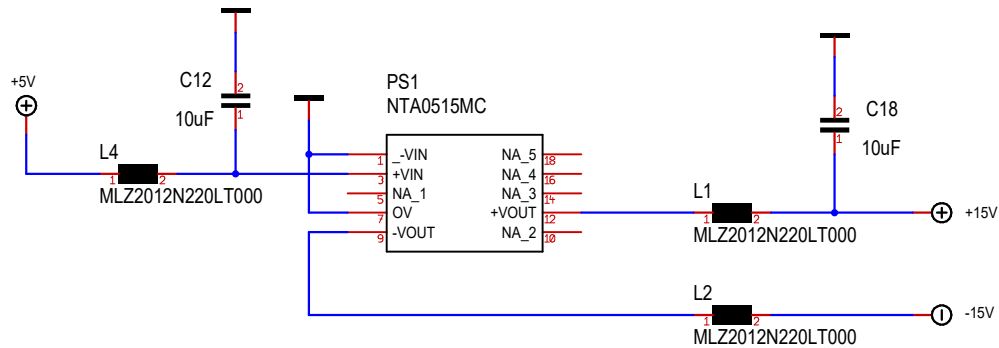 +5V
C12
10uF
2
1
L4
1
2
MLZ2012N220LT000
PS1
NTA0515MC
_-VIN
1
+VIN
3
NA_1
5
OV
7
-VOUT
9
NA_5
18
NA_4
16
NA_3
14
+VOUT
12
NA_2
10
C18
10uF
2
1
L1
1
2
MLZ2012N220LT000
+15V
L2
1
2
MLZ2012N220LT000
-15V